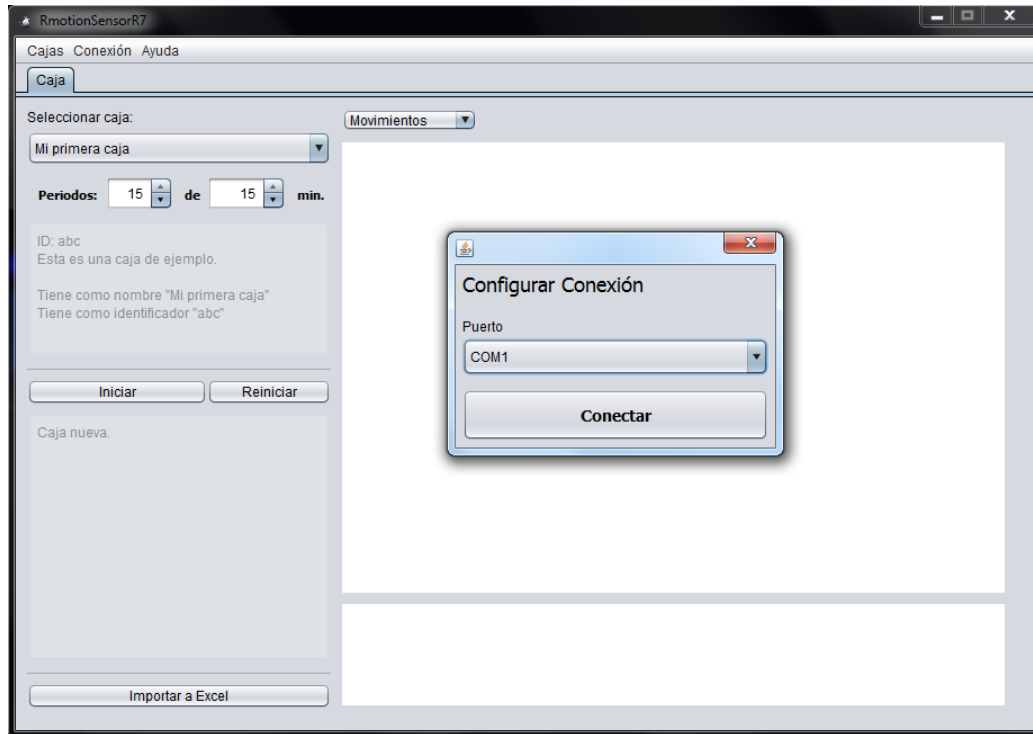 RmotionSensorR7
Cajas Conexión Ayuda
Caja
Seleccionar caja:
Mi primera caja
Periodos: 15 de 15 min.
ID: abc
Esta es una caja de ejemplo.
Tiene como nombre "Mi primera caja"
Tiene como identificador "abc"
Iniciar Reiniciar
Caja nueva.
Importar a Excel
Movimientos
Configurar Conexión
Puerto
COM1
Conectar